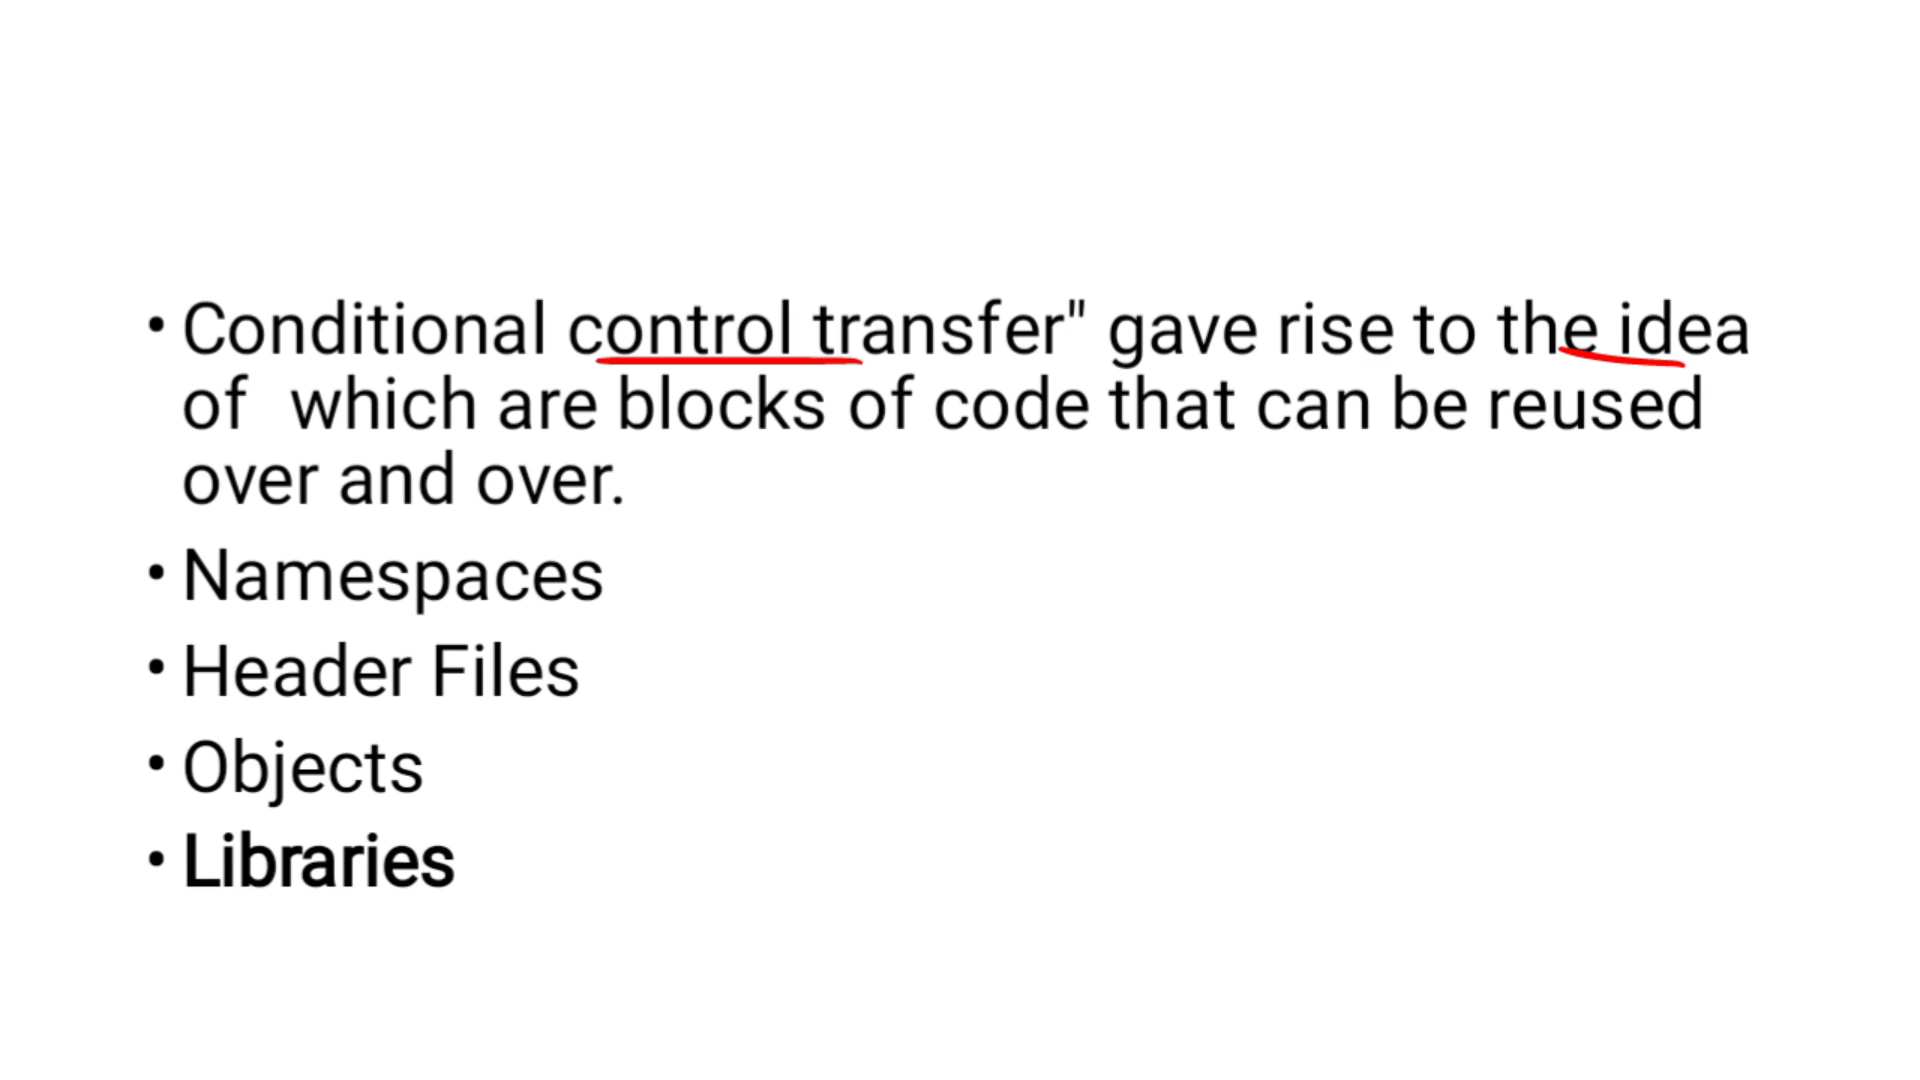 • Conditional control transfer" gave rise to the idea
of  which are blocks of code that can be reused
over and over.
• Namespaces
• Header Files
• Objects
• Libraries